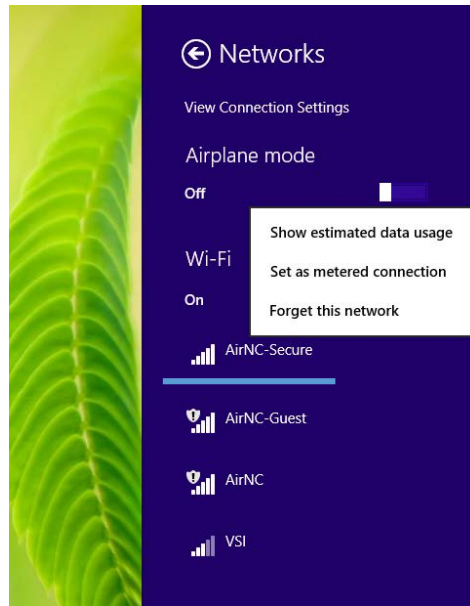 Networks
View Connection Settings
Airplane mode
Off
Show estimated data usage
Wi-Fi
Set as metered connection
On
Forget this network
AirNC-Secure
AirNC-Guest
AirNC
VSI